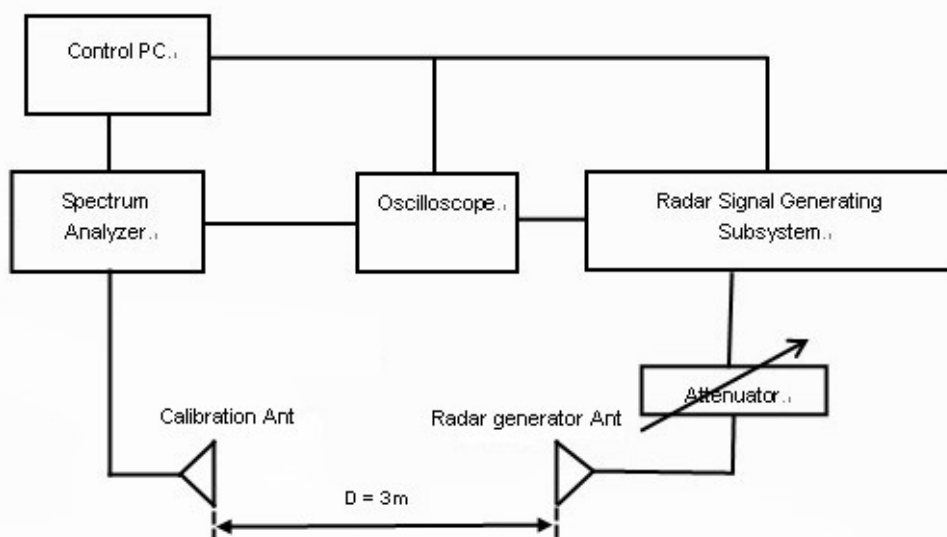 Control PC.
Spectrum
Analyzer.
Oscilloscope.
Radar Signal Generating
Subsystem.
Attenuator.
Calibration Ant
Radar generator Ant
D = 3m